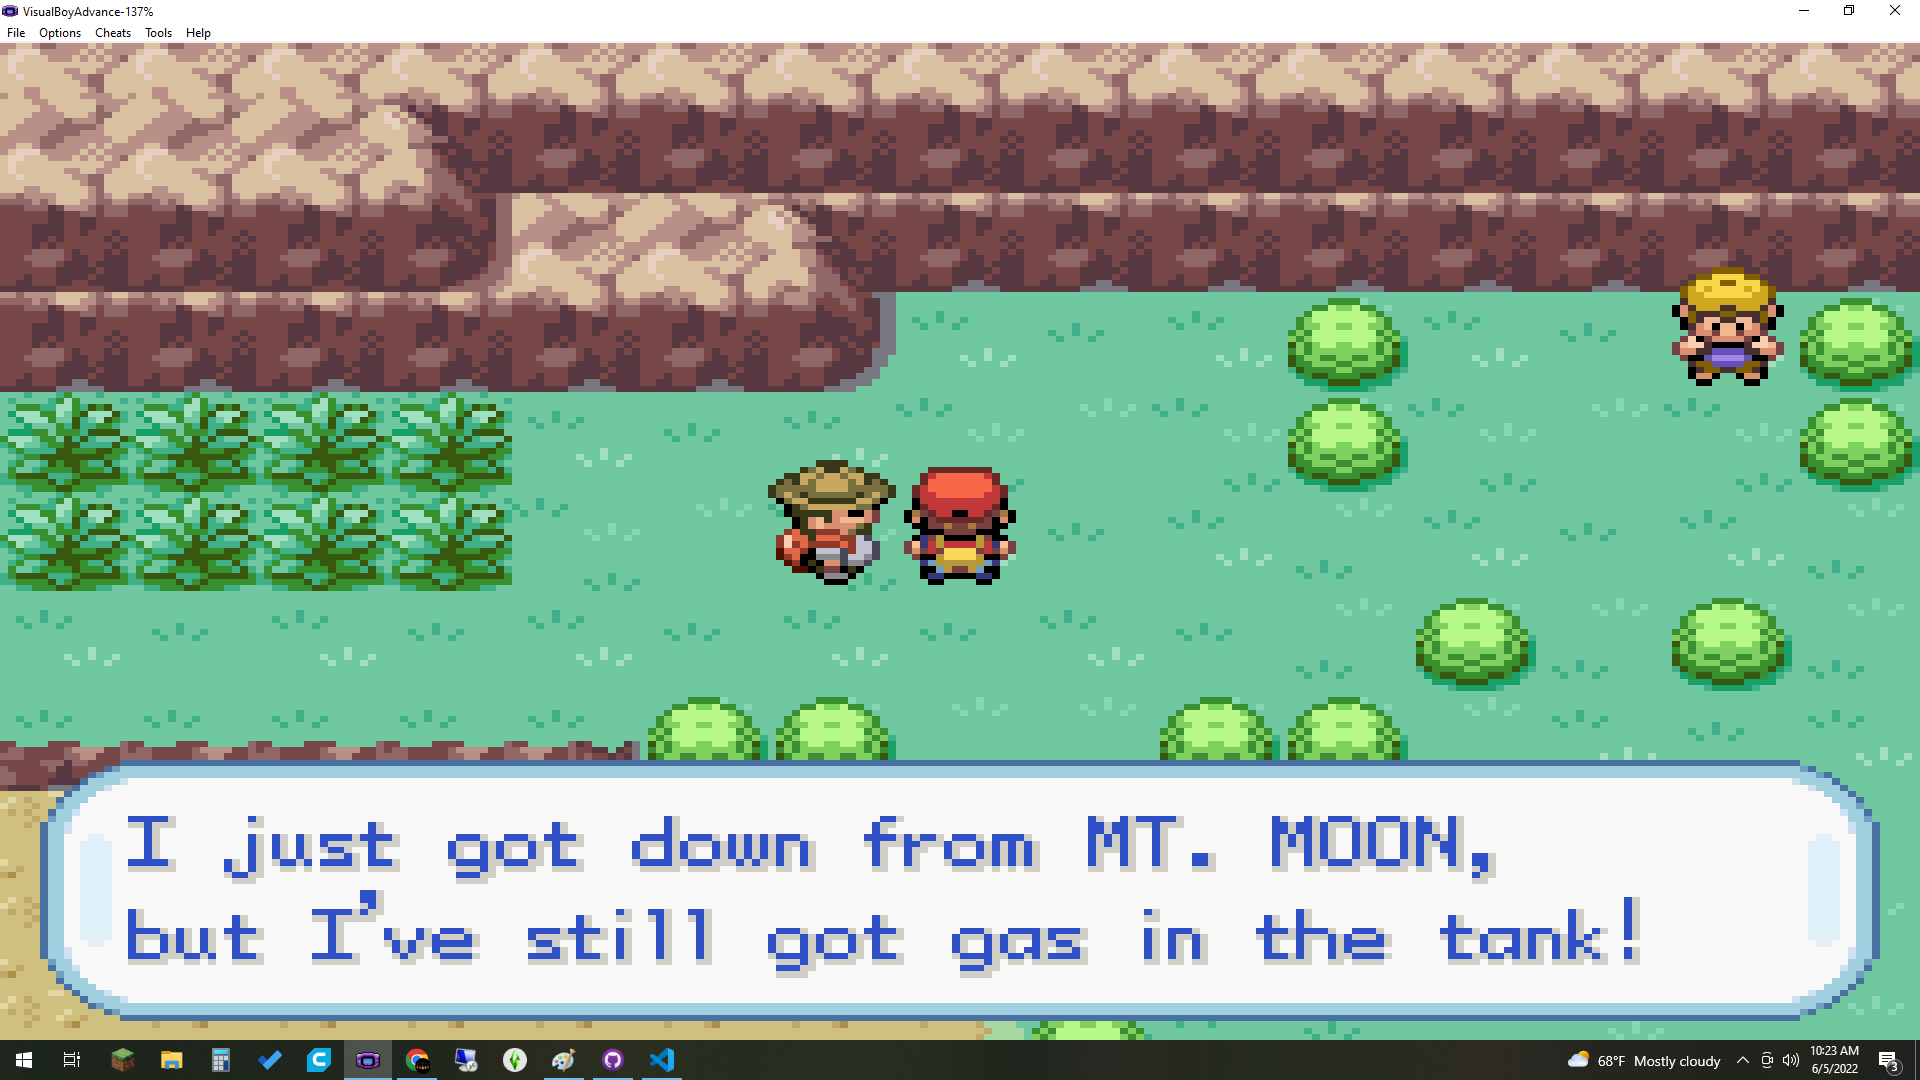 VisualBoyAdvance-137%
File Options Cheats Tools Help
I just got down from MT. MOON,
but I've still got gas in the tank!
68°F Mostly cloudy
10:23 AM
6/5/2022
3